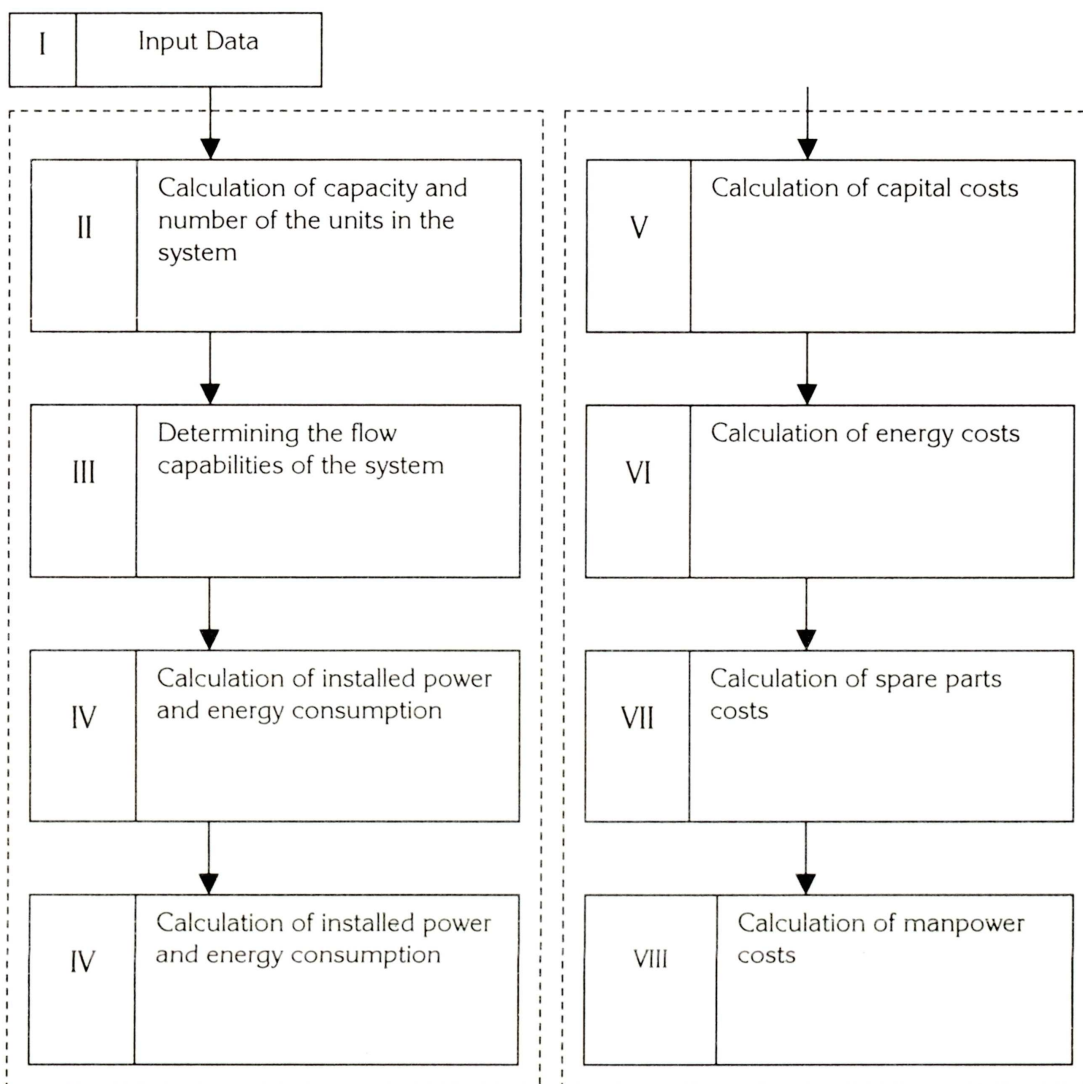 I
Input Data
II
Calculation of capacity and
number of the units in the
system
III
Determining the flow
capabilities of the system
IV
Calculation of installed power
and energy consumption
IV
Calculation of installed power
and energy consumption
V
Calculation of capital costs
VI
Calculation of energy costs
VII
Calculation of spare parts
costs
VIII
Calculation of manpower
costs